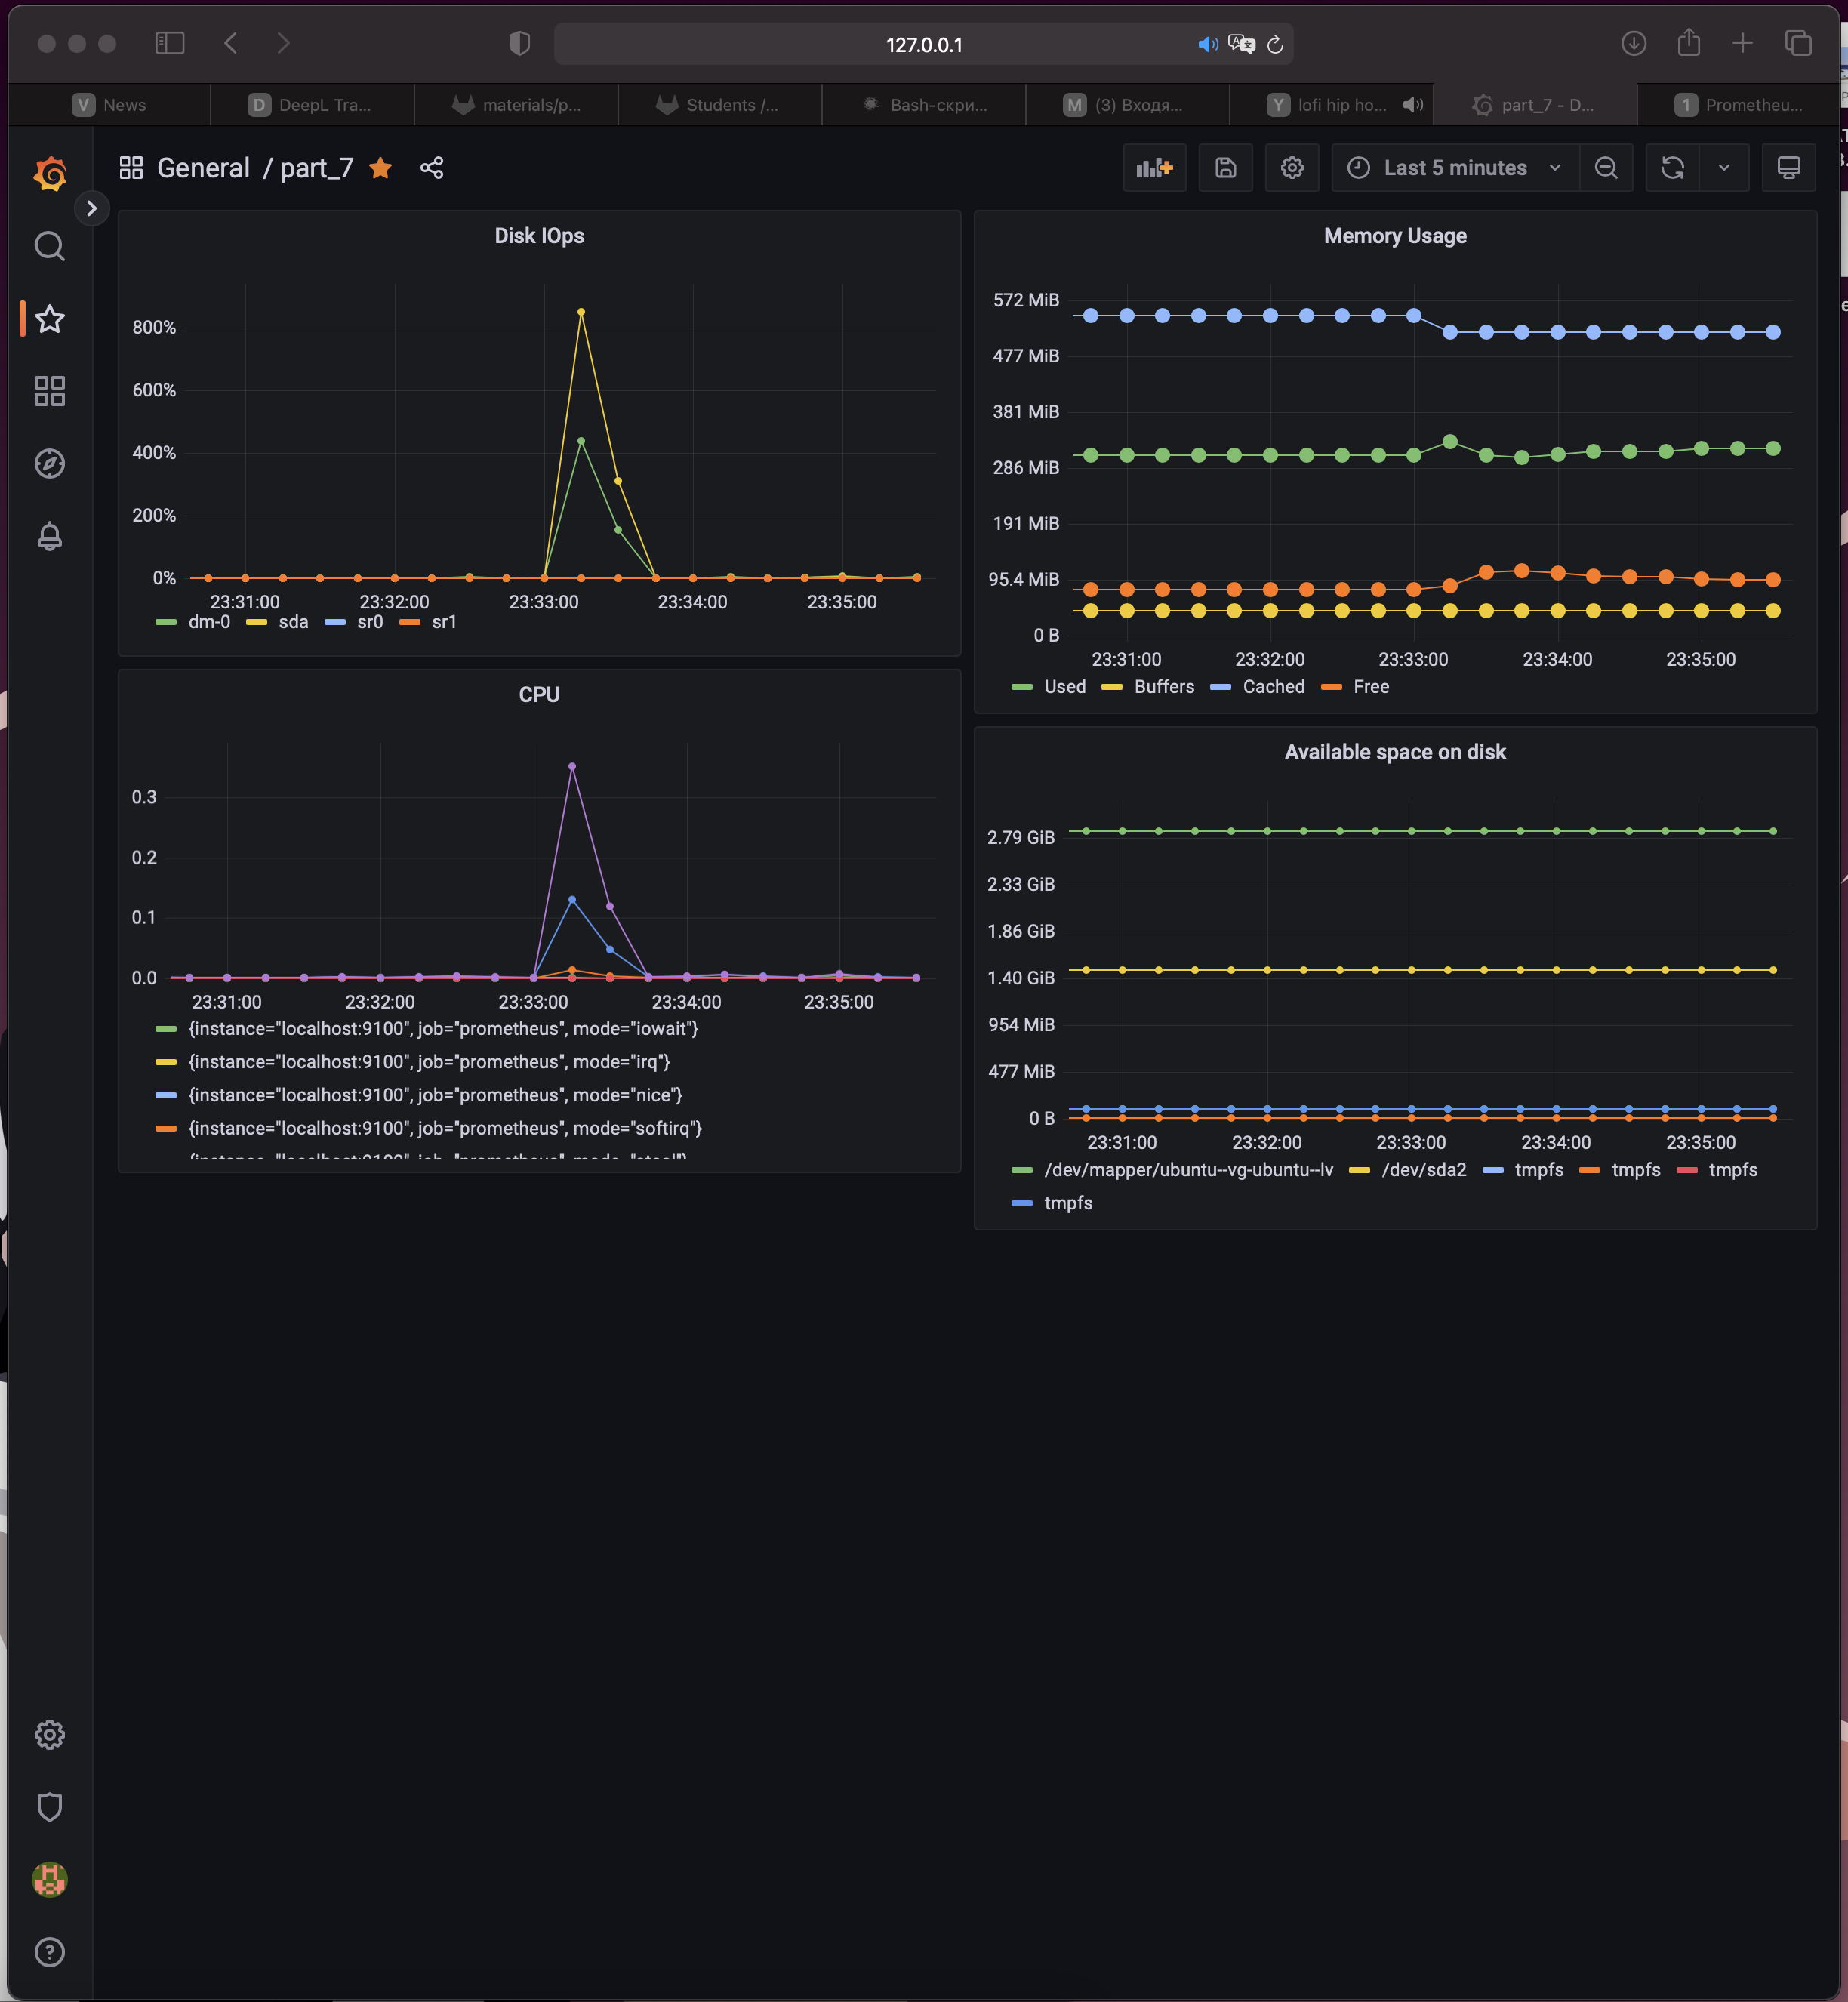 127.0.0.1
V News
D DeepL Tra...
materials/p...
Students /...
Bash-скри...
M (3) Входя...
Y lofi hip ho...
part_7 - D...
1 Prometheu...
General / part_7
Last 5 minutes
Disk IOps
800%
600%
400%
200%
0%
23:31:00 23:32:00 23:33:00 23:34:00 23:35:00
dm-0 sda sr0 sr1
Memory Usage
572 MiB
477 MiB
381 MiB
286 MiB
191 MiB
95.4 MiB
0 B
23:31:00 23:32:00 23:33:00 23:34:00 23:35:00
Used Buffers Cached Free
CPU
0.3
0.2
0.1
0.0
23:31:00 23:32:00 23:33:00 23:34:00 23:35:00
{instance="localhost:9100", job="prometheus", mode="iowait"}
{instance="localhost:9100", job="prometheus", mode="irq"}
{instance="localhost:9100", job="prometheus", mode="nice"}
{instance="localhost:9100", job="prometheus", mode="softirq"}
{instance="localhost:9100", job="prometheus", mode="steal"}
Available space on disk
2.79 GiB
2.33 GiB
1.86 GiB
1.40 GiB
954 MiB
477 MiB
0 B
23:31:00 23:32:00 23:33:00 23:34:00 23:35:00
/dev/mapper/ubuntu--vg-ubuntu--lv /dev/sda2 tmpfs tmpfs tmpfs
tmpfs